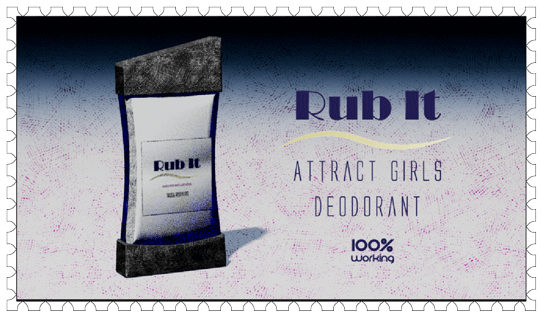 Rub It
Rub It
ATTRACT GIRLS
DEODORANT
100%
working